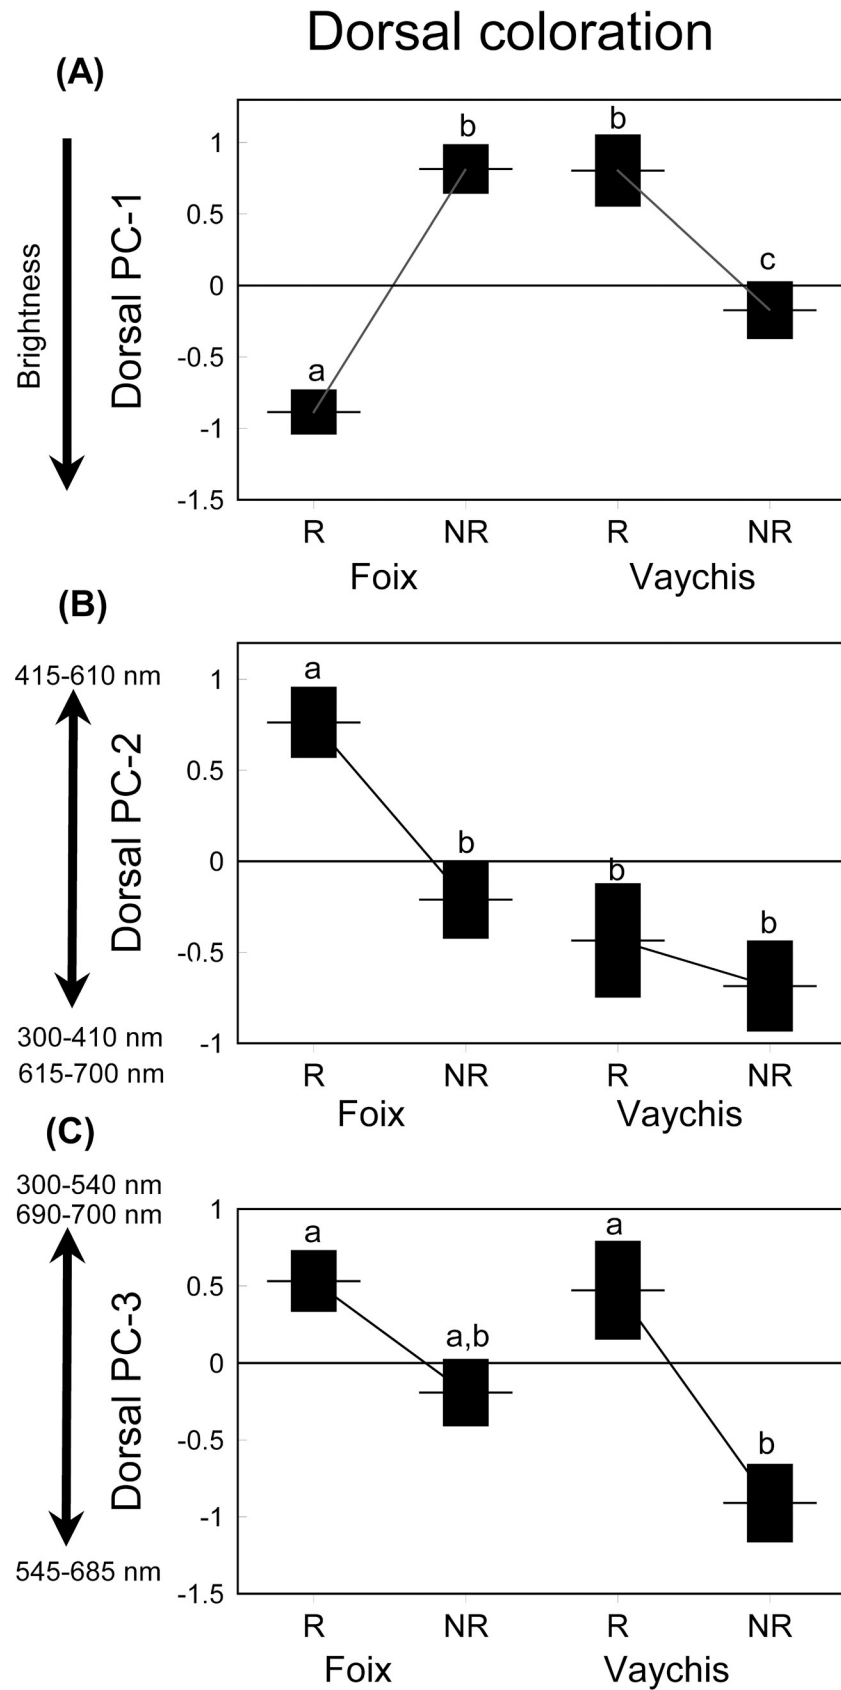 Dorsal coloration
(A)
Brightness
Dorsal PC-1
1
0.5
0
-0.5
-1
-1.5
a
b
b
c
R NR R NR
Foix Vaychis
(B)
415-610 nm
Dorsal PC-2
300-410 nm
615-700 nm
1
0.5
0
-0.5
-1
a
b
b
b
R NR R NR
Foix Vaychis
(C)
300-540 nm
690-700 nm
Dorsal PC-3
545-685 nm
1
0.5
0
-0.5
-1
-1.5
a
a,b
a
b
R NR R NR
Foix Vaychis